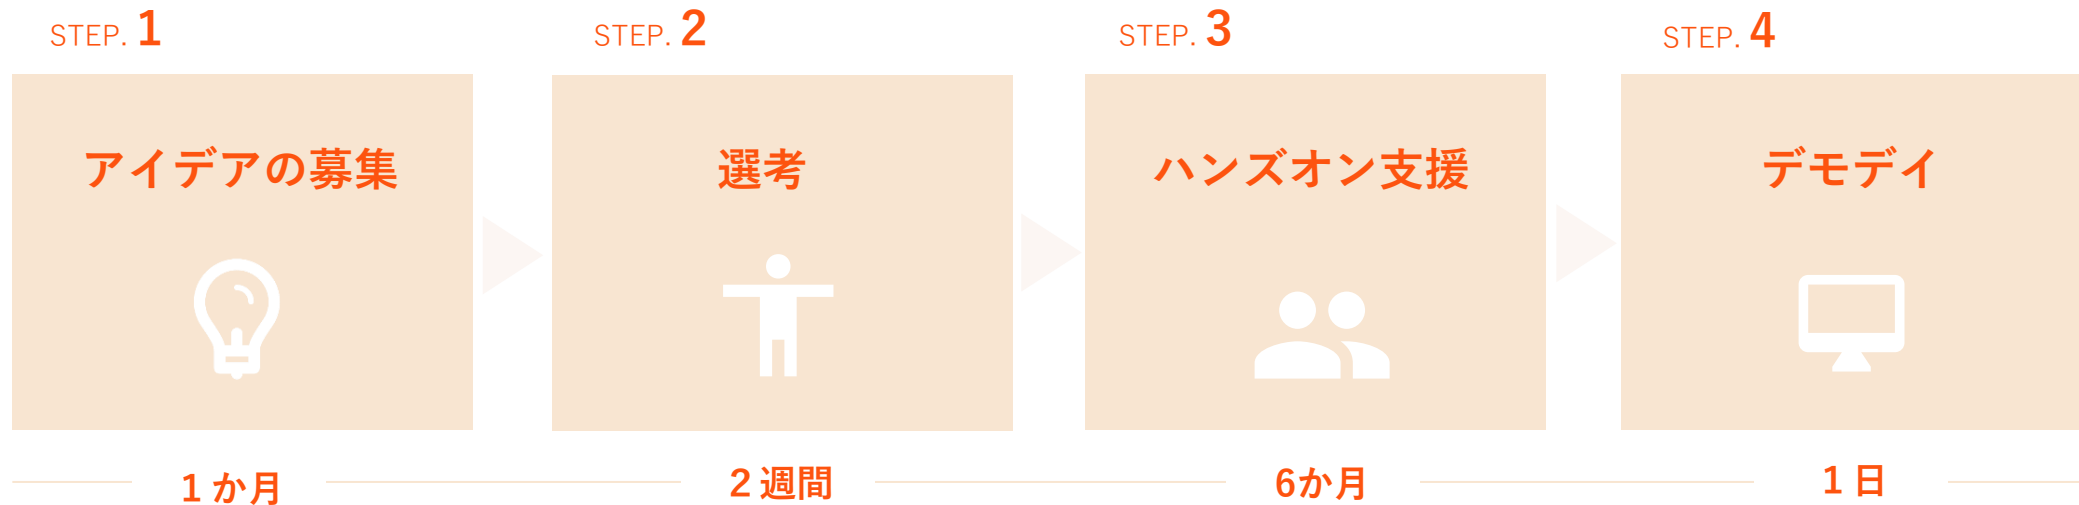 STEP. 1
アイデアの募集
1か月
STEP. 2
選考
2週間
STEP. 3
ハンズオン支援
6か月
STEP. 4
デモデイ
1日